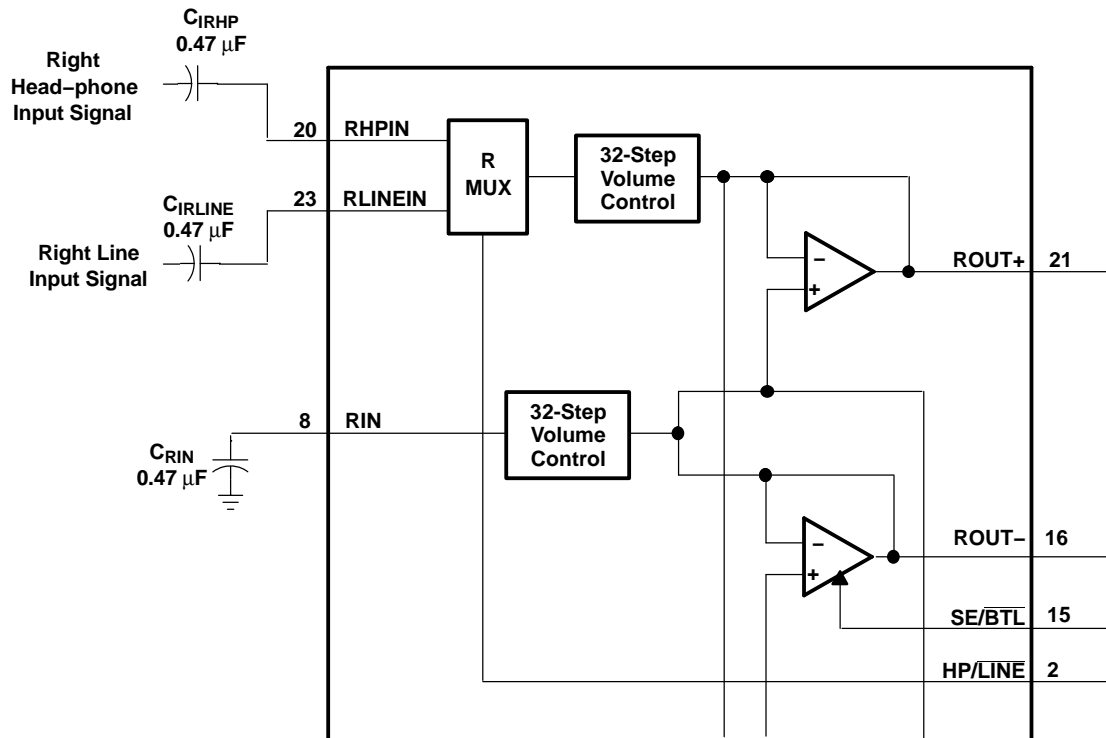 CIRHP
0.47 μF
Right
Head−phone
Input Signal
20
RHPIN
R
MUX
32-Step
Volume
Control
CIRLINE
0.47 μF
23
RLINEIN
Right Line
Input Signal
−
+
ROUT+
21
8
RIN
32-Step
Volume
Control
CRIN
0.47 μF
−
+
ROUT−
16
SE/B̅T̅L̅
15
HP/L̅I̅N̅E̅
2